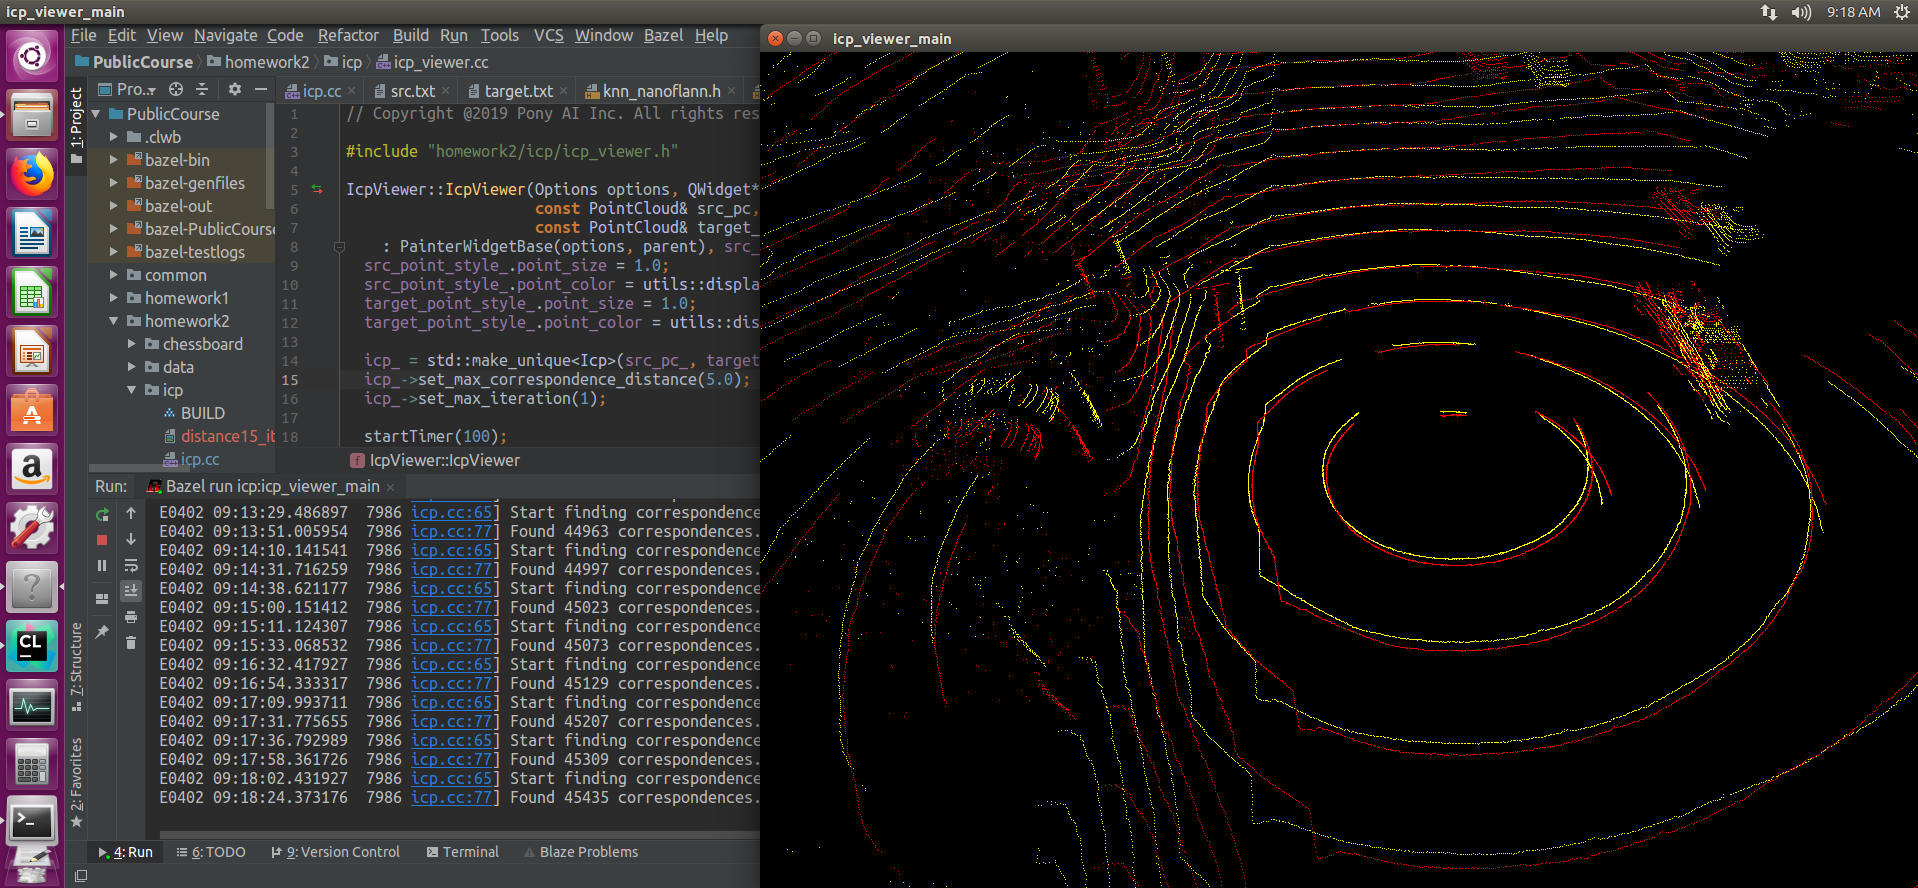 icp_viewer_main
9:18 AM
File Edit View Navigate Code Refactor Build Run Tools VCS Window Bazel Help
icp_viewer_main
PublicCourse homework2 icp icp_viewer.cc
Pro... icp.cc src.txt target.txt knn_nanoflann.h
1: Project
PublicCourse
.clwb
bazel-bin
bazel-genfiles
bazel-out
bazel-PublicCourse
bazel-testlogs
common
homework1
homework2
chessboard
data
icp
BUILD
distance15_it
icp.cc
1 // Copyright @2019 Pony AI Inc. All rights res
2
3 #include "homework2/icp/icp_viewer.h"
4
5 IcpViewer::IcpViewer(Options options, QWidget*
6 const PointCloud& src_pc,
7 const PointCloud& target_
8 : PainterWidgetBase(options, parent), src_
9 src_point_style_.point_size = 1.0;
10 src_point_style_.point_color = utils::displa
11 target_point_style_.point_size = 1.0;
12 target_point_style_.point_color = utils::dis
13
14 icp_ = std::make_unique<Icp>(src_pc_, target
15 icp_->set_max_correspondence_distance(5.0);
16 icp_->set_max_iteration(1);
17
18 startTimer(100);
f IcpViewer::IcpViewer
Run: Bazel run icp:icp_viewer_main
E0402 09:13:29.486897 7986 icp.cc:65] Start finding correspondence
E0402 09:13:51.005954 7986 icp.cc:77] Found 44963 correspondences.
E0402 09:14:10.141541 7986 icp.cc:65] Start finding correspondence
E0402 09:14:31.716259 7986 icp.cc:77] Found 44997 correspondences.
E0402 09:14:38.621177 7986 icp.cc:65] Start finding correspondence
E0402 09:15:00.151412 7986 icp.cc:77] Found 45023 correspondences.
E0402 09:15:11.124307 7986 icp.cc:65] Start finding correspondence
E0402 09:15:33.068532 7986 icp.cc:77] Found 45073 correspondences.
E0402 09:16:32.417927 7986 icp.cc:65] Start finding correspondence
E0402 09:16:54.333317 7986 icp.cc:77] Found 45129 correspondences.
E0402 09:17:09.993711 7986 icp.cc:65] Start finding correspondence
E0402 09:17:31.775655 7986 icp.cc:77] Found 45207 correspondences.
E0402 09:17:36.792989 7986 icp.cc:65] Start finding correspondence
E0402 09:17:58.361726 7986 icp.cc:77] Found 45309 correspondences.
E0402 09:18:02.431927 7986 icp.cc:65] Start finding correspondence
E0402 09:18:24.373176 7986 icp.cc:77] Found 45435 correspondences.
7: Structure
2: Favorites
CL
4: Run 6: TODO 9: Version Control Terminal Blaze Problems